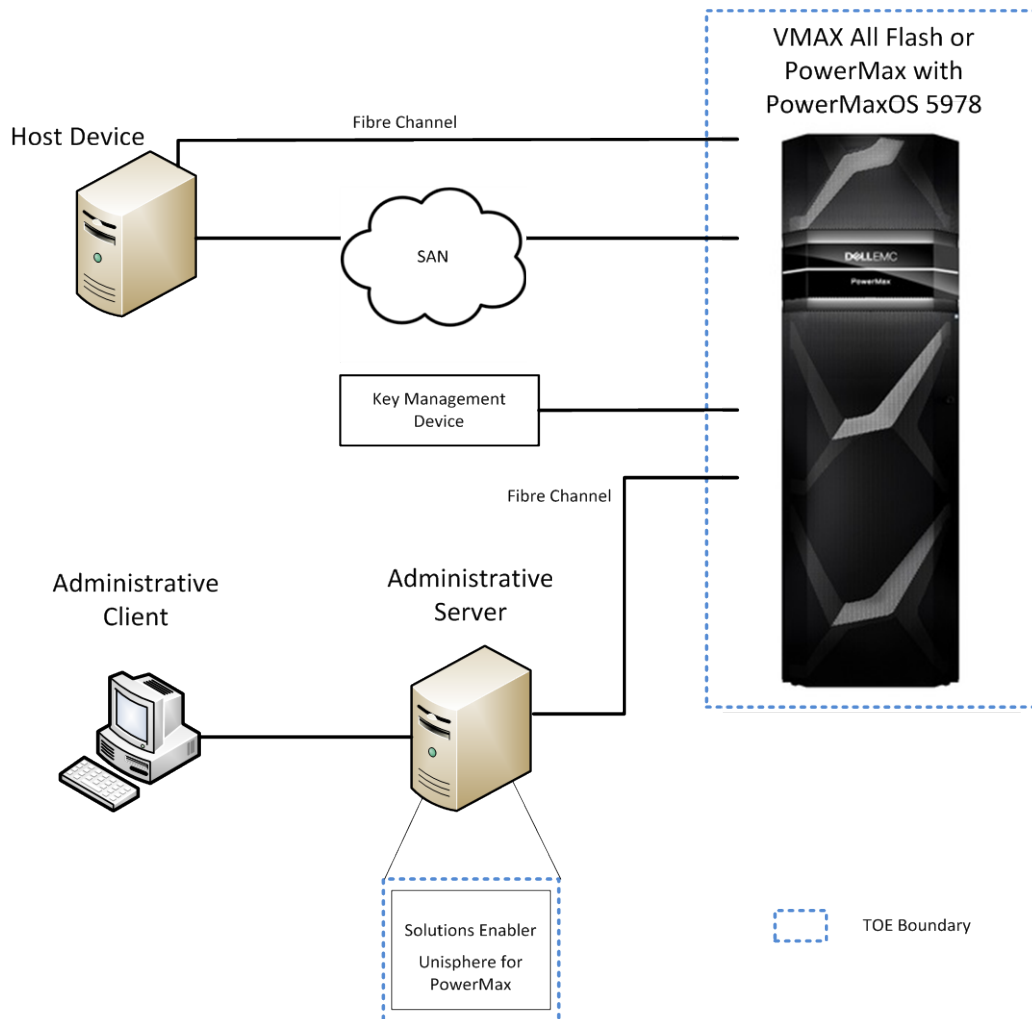 VMAX All Flash or
PowerMax with
PowerMaxOS 5978
Host Device
Fibre Channel
SAN
DELLEMC
PowerMax
Key Management
Device
Fibre Channel
Administrative
Client
Administrative
Server
Solutions Enabler
Unisphere for
PowerMax
TOE Boundary